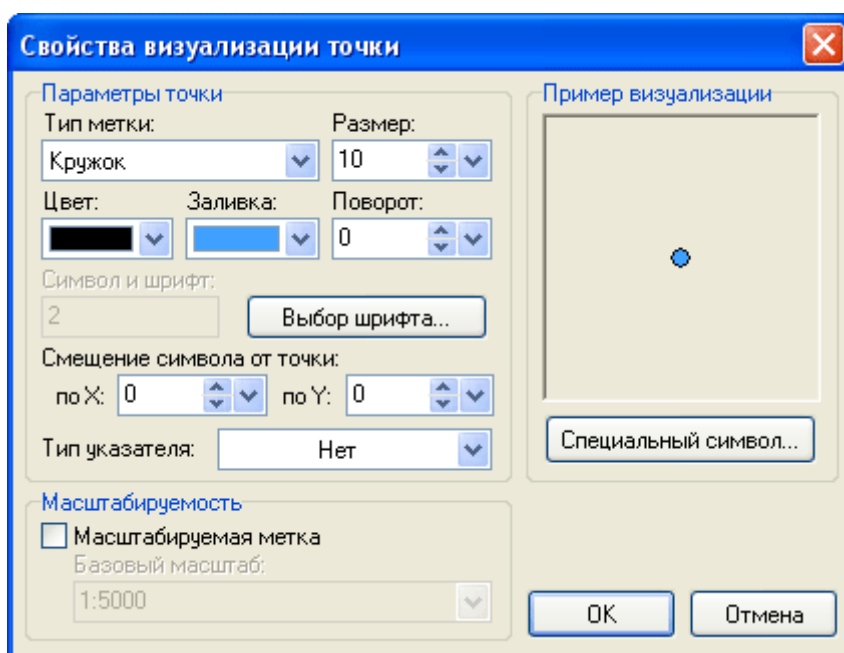 Свойства визуализации точки
Параметры точки
Тип метки: Размер:
Кружок 10
Цвет: Заливка: Поворот:
0
Символ и шрифт:
2 Выбор шрифта...
Смещение символа от точки:
по X: 0 по Y: 0
Тип указателя: Нет
Пример визуализации
Специальный символ...
Масштабируемость
Масштабируемая метка
Базовый масштаб:
1:5000
OK Отмена